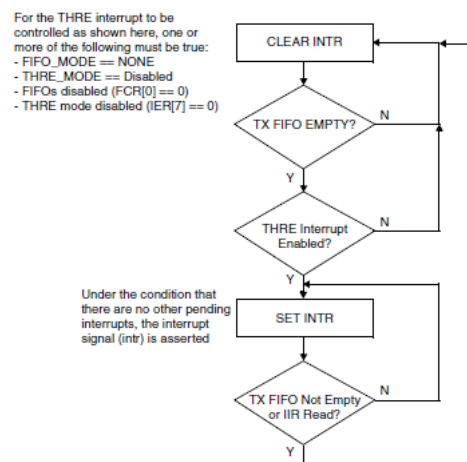 For the THRE interrupt to be
controlled as shown here, one or
more of the following must be true:
- FIFO_MODE == NONE
- THRE_MODE == Disabled
- FIFOs disabled (FCR[0] == 0)
- THRE mode disabled (IER[7] == 0)
CLEAR INTR
TX FIFO EMPTY?
N
Y
THRE Interrupt
Enabled?
N
Y
Under the condition that
there are no other pending
interrupts, the interrupt
signal (intr) is asserted
SET INTR
TX FIFO Not Empty
or IIR Read?
N
Y